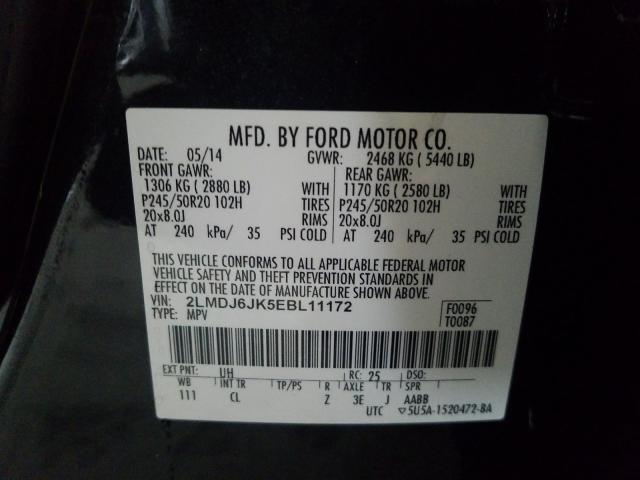 MFD. BY FORD MOTOR CO.
DATE: 05/14 GVWR: 2468 KG ( 5440 LB)
FRONT GAWR: REAR GAWR:
1306 KG ( 2880 LB) WITH 1170 KG ( 2580 LB) WITH
P245/50R20 102H TIRES P245/50R20 102H TIRES
20x8.0J RIMS 20x8.0J RIMS
AT 240 kPa/ 35 PSI COLD AT 240 kPa/ 35 PSI COLD
THIS VEHICLE CONFORMS TO ALL APPLICABLE FEDERAL MOTOR
VEHICLE SAFETY AND THEFT PREVENTION STANDARDS IN
EFFECT ON THE DATE OF MANUFACTURE SHOWN ABOVE.
VIN: 2LMDJ6JK5EBL11172 F0096
TYPE: MPV T0087
EXT PNT: UH RC: 25 DSO:
WB INT TR TP/PS R AXLE TR SPR
111 CL Z 3E J AABB
UTC ▽5U5A-1520472-BA